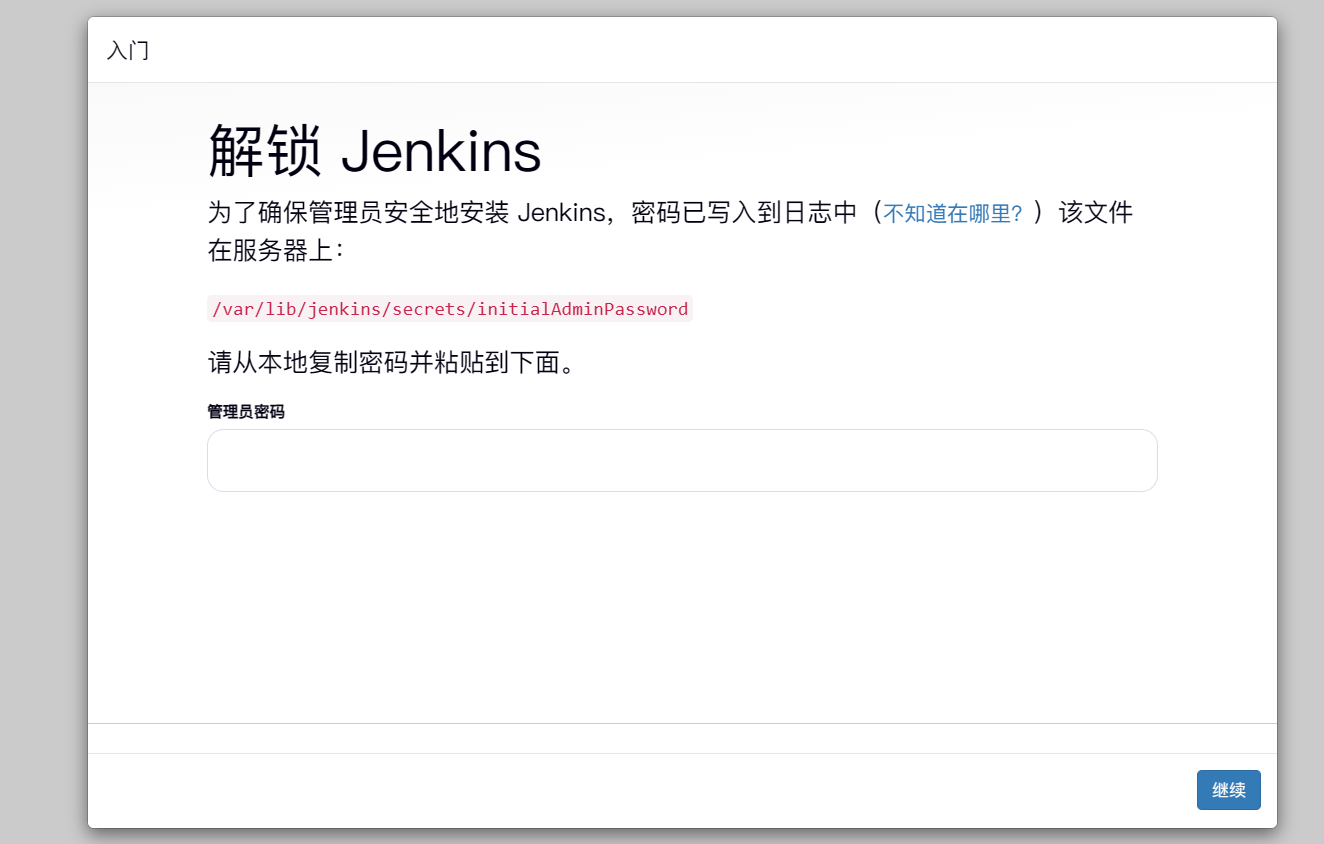 入门
解锁 Jenkins
为了确保管理员安全地安装 Jenkins，密码已写入到日志中（不知道在哪里？）该文件
在服务器上：
/var/lib/jenkins/secrets/initialAdminPassword
请从本地复制密码并粘贴到下面。
管理员密码
继续